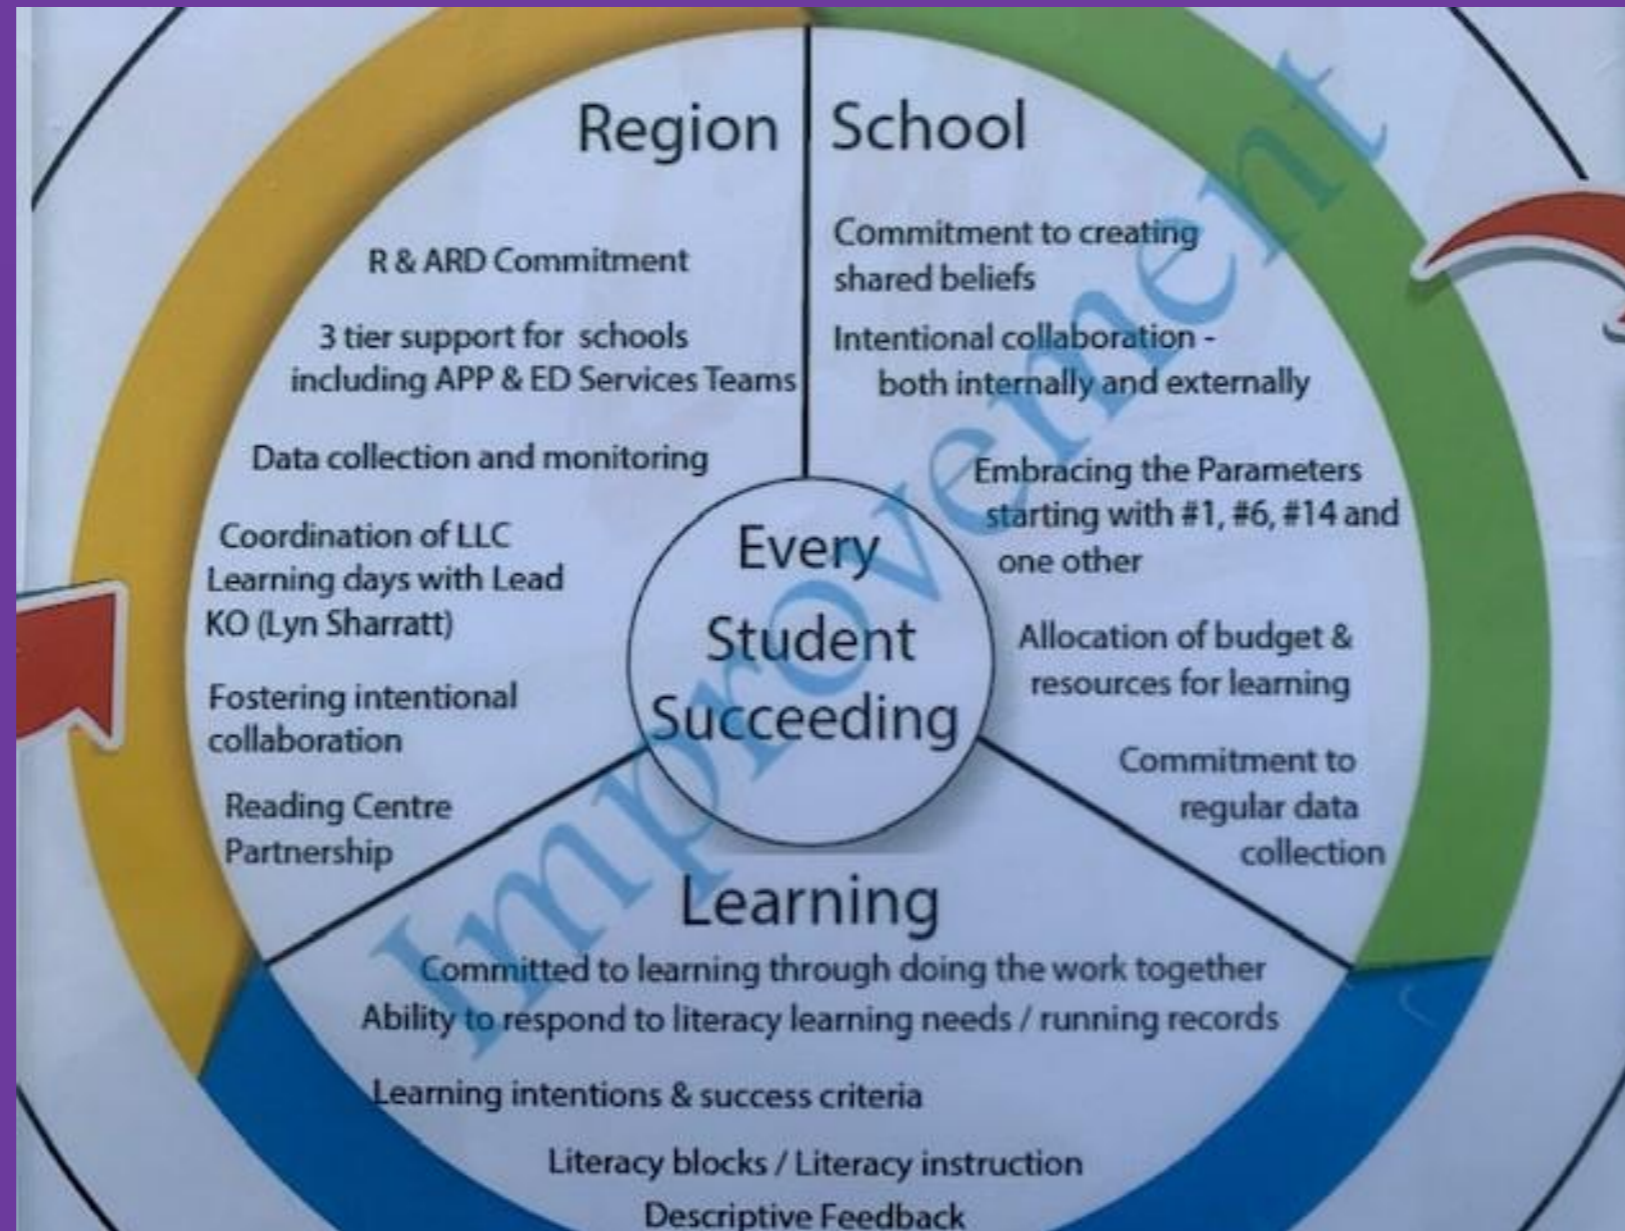 Region
R & ARD Commitment
3 tier support for schools
including APP & ED Services Teams
Data collection and monitoring
Coordination of LLC
Learning days with Lead
KO (Lyn Sharratt)
Fostering intentional
collaboration
Reading Centre
Partnership
School
Commitment to creating
shared beliefs
Intentional collaboration -
both internally and externally
Embracing the Parameters
starting with #1, #6, #14 and
one other
Allocation of budget &
resources for learning
Commitment to
regular data
collection
Every
Student
Succeeding
Improvement
Learning
Committed to learning through doing the work together
Ability to respond to literacy learning needs / running records
Learning intentions & success criteria
Literacy blocks / Literacy instruction
Descriptive Feedback